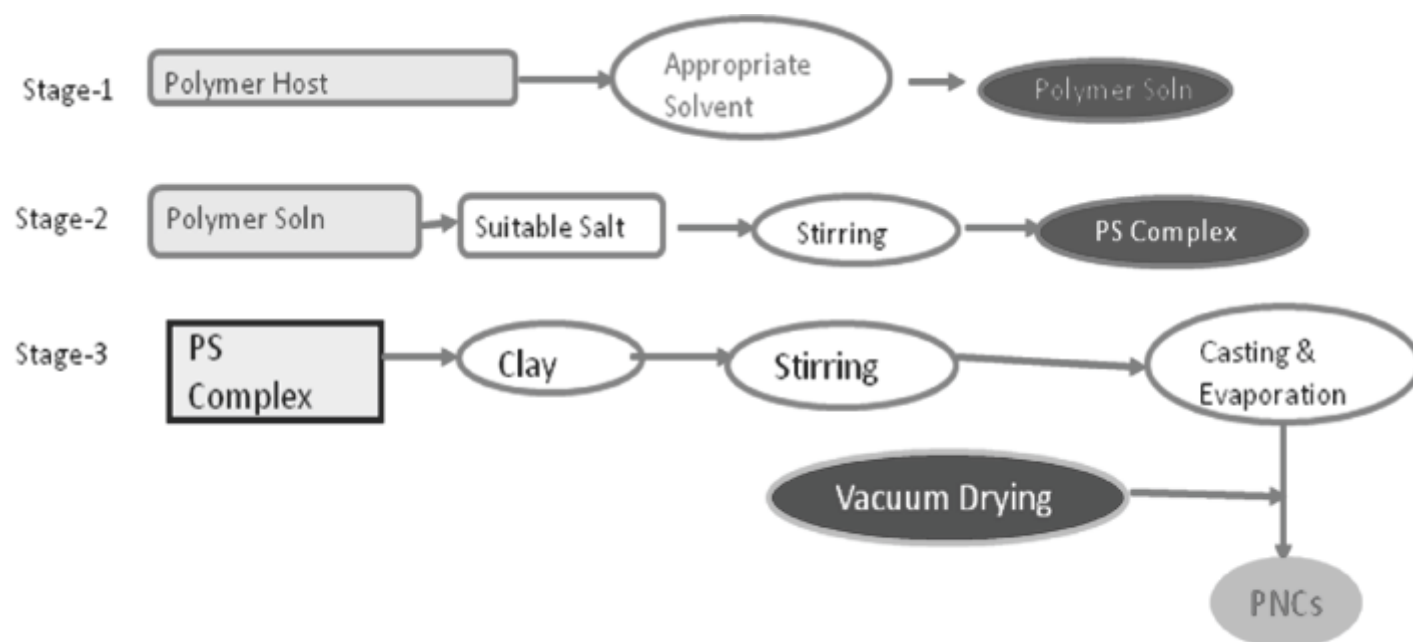 Stage-1
Polymer Host
Appropriate
Solvent
Polymer Soln
Stage-2
Polymer Soln
Suitable Salt
Stirring
PS Complex
Stage-3
PS
Complex
Clay
Stirring
Casting &
Evaporation
Vacuum Drying
PNCs